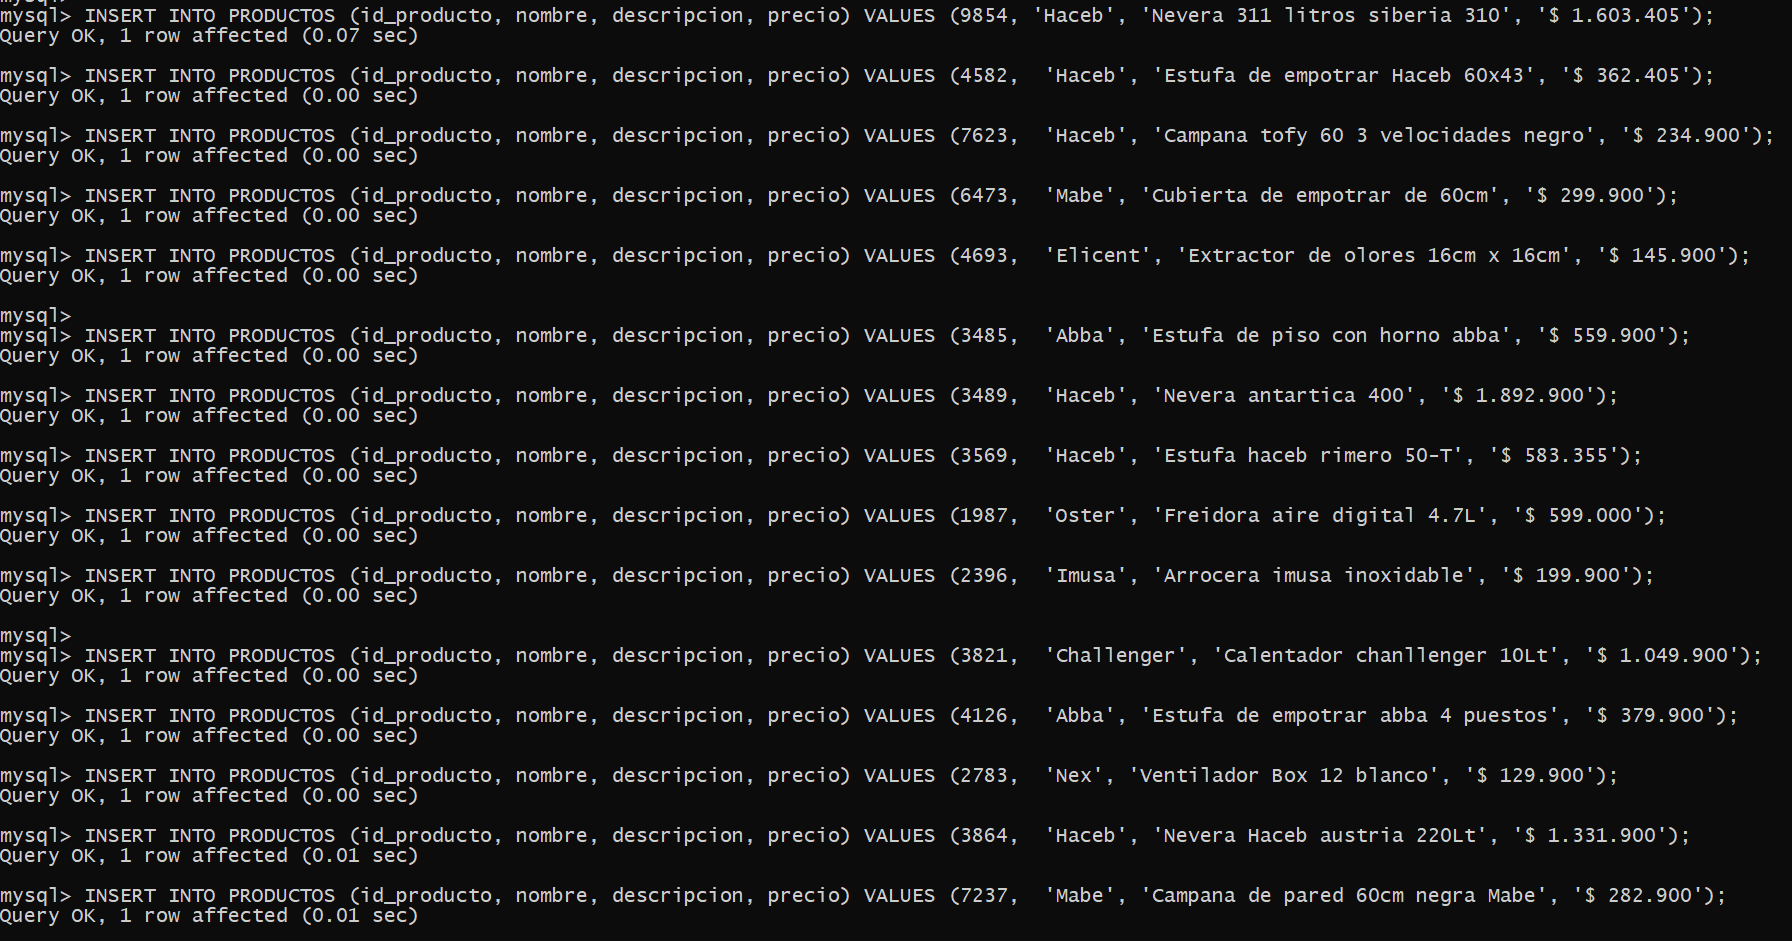 mysql>
mysql> INSERT INTO PRODUCTOS (id_producto, nombre, descripcion, precio) VALUES (9854, 'Haceb', 'Nevera 311 litros siberia 310', '$ 1.603.405');
Query OK, 1 row affected (0.07 sec)
mysql> INSERT INTO PRODUCTOS (id_producto, nombre, descripcion, precio) VALUES (4582,  'Haceb', 'Estufa de empotrar Haceb 60x43', '$ 362.405');
Query OK, 1 row affected (0.00 sec)
mysql> INSERT INTO PRODUCTOS (id_producto, nombre, descripcion, precio) VALUES (7623,  'Haceb', 'Campana tofy 60 3 velocidades negro', '$ 234.900');
Query OK, 1 row affected (0.00 sec)
mysql> INSERT INTO PRODUCTOS (id_producto, nombre, descripcion, precio) VALUES (6473,  'Mabe', 'Cubierta de empotrar de 60cm', '$ 299.900');
Query OK, 1 row affected (0.00 sec)
mysql> INSERT INTO PRODUCTOS (id_producto, nombre, descripcion, precio) VALUES (4693,  'Elicent', 'Extractor de olores 16cm x 16cm', '$ 145.900');
Query OK, 1 row affected (0.00 sec)
mysql>
mysql> INSERT INTO PRODUCTOS (id_producto, nombre, descripcion, precio) VALUES (3485,  'Abba', 'Estufa de piso con horno abba', '$ 559.900');
Query OK, 1 row affected (0.00 sec)
mysql> INSERT INTO PRODUCTOS (id_producto, nombre, descripcion, precio) VALUES (3489,  'Haceb', 'Nevera antartica 400', '$ 1.892.900');
Query OK, 1 row affected (0.00 sec)
mysql> INSERT INTO PRODUCTOS (id_producto, nombre, descripcion, precio) VALUES (3569,  'Haceb', 'Estufa haceb rimero 50-T', '$ 583.355');
Query OK, 1 row affected (0.00 sec)
mysql> INSERT INTO PRODUCTOS (id_producto, nombre, descripcion, precio) VALUES (1987,  'Oster', 'Freidora aire digital 4.7L', '$ 599.000');
Query OK, 1 row affected (0.00 sec)
mysql> INSERT INTO PRODUCTOS (id_producto, nombre, descripcion, precio) VALUES (2396,  'Imusa', 'Arrocera imusa inoxidable', '$ 199.900');
Query OK, 1 row affected (0.00 sec)
mysql>
mysql> INSERT INTO PRODUCTOS (id_producto, nombre, descripcion, precio) VALUES (3821,  'Challenger', 'Calentador chanllenger 10Lt', '$ 1.049.900');
Query OK, 1 row affected (0.00 sec)
mysql> INSERT INTO PRODUCTOS (id_producto, nombre, descripcion, precio) VALUES (4126,  'Abba', 'Estufa de empotrar abba 4 puestos', '$ 379.900');
Query OK, 1 row affected (0.00 sec)
mysql> INSERT INTO PRODUCTOS (id_producto, nombre, descripcion, precio) VALUES (2783,  'Nex', 'Ventilador Box 12 blanco', '$ 129.900');
Query OK, 1 row affected (0.00 sec)
mysql> INSERT INTO PRODUCTOS (id_producto, nombre, descripcion, precio) VALUES (3864,  'Haceb', 'Nevera Haceb austria 220Lt', '$ 1.331.900');
Query OK, 1 row affected (0.01 sec)
mysql> INSERT INTO PRODUCTOS (id_producto, nombre, descripcion, precio) VALUES (7237,  'Mabe', 'Campana de pared 60cm negra Mabe', '$ 282.900');
Query OK, 1 row affected (0.01 sec)